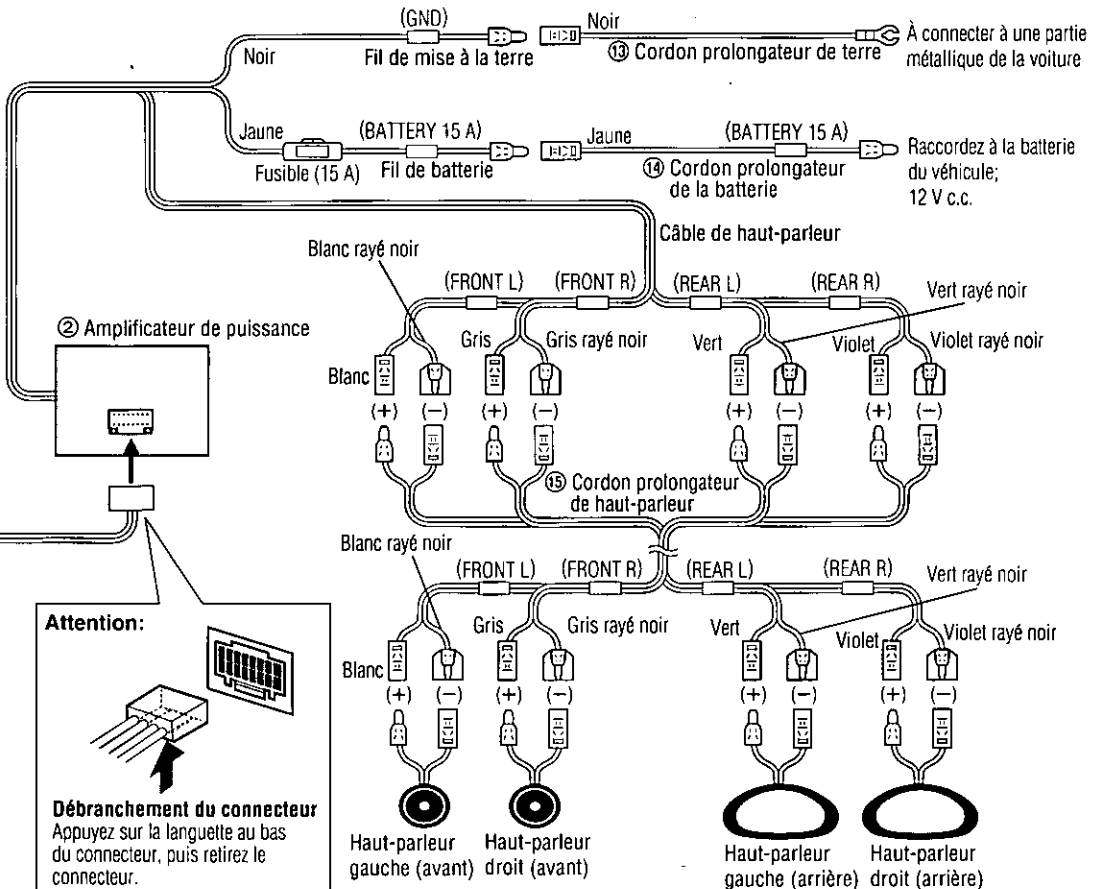 (GND)
Noir
À connecter à une partie
métallique de la voiture
Noir
Fil de mise à la terre
⑬ Cordon prolongateur de terre
Jaune
(BATTERY 15 A)
Jaune
(BATTERY 15 A)
Raccordez à la batterie
du véhicule;
12 V c.c.
Fusible (15 A)
Fil de batterie
⑭ Cordon prolongateur
de la batterie
Câble de haut-parleur
Blanc rayé noir
(FRONT L)
(FRONT R)
(REAR L)
(REAR R)
Vert rayé noir
② Amplificateur de puissance
Gris
Gris rayé noir
Vert
Violet
Violet rayé noir
Blanc
(+)
(−)
(+)
(−)
(+)
(−)
(+)
(−)
⑮ Cordon prolongateur
de haut-parleur
Blanc rayé noir
(FRONT L)
(FRONT R)
(REAR L)
(REAR R)
Vert rayé noir
Gris
Gris rayé noir
Vert
Violet
Violet rayé noir
Blanc
(+)
(−)
(+)
(−)
(+)
(−)
(+)
(−)
Attention:
Débranchement du connecteur
Appuyez sur la languette au bas
du connecteur, puis retirez le
connecteur.
Haut-parleur
gauche (avant)
Haut-parleur
droit (avant)
Haut-parleur
gauche (arrière)
Haut-parleur
droit (arrière)